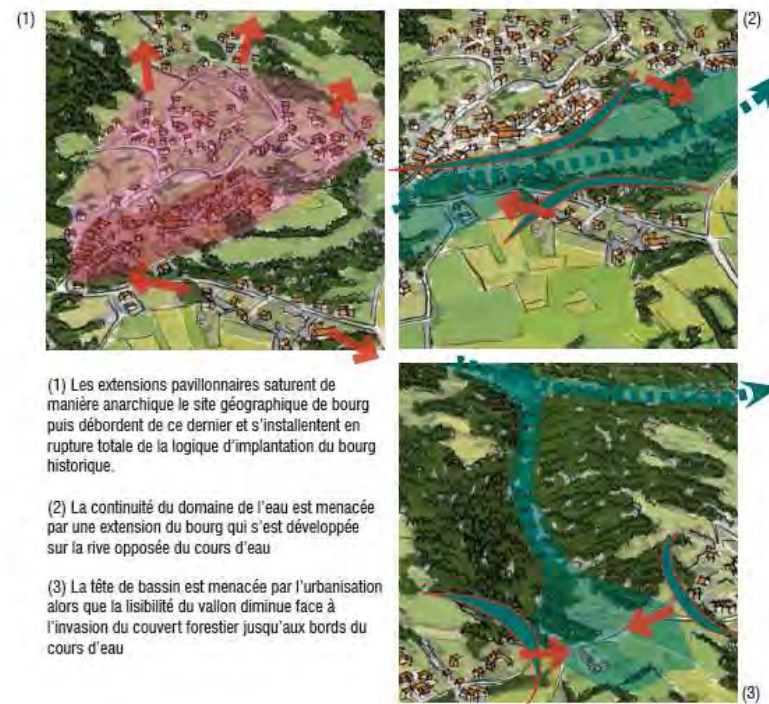 (1)
(2)
(1) Les extensions pavillonnaires saturent de
manière anarchique le site géographique de bourg
puis débordent de ce dernier et s'installentent en
rupture totale de la logique d'implantation du bourg
historique.
(2) La continuité du domaine de l'eau est menacée
par une extension du bourg qui s'est développée
sur la rive opposée du cours d'eau
(3) La tête de bassin est menacée par l'urbanisation
alors que la lisibilité du vallon diminue face à
l'invasion du couvert forestier jusqu'aux bords du
cours d'eau
(3)